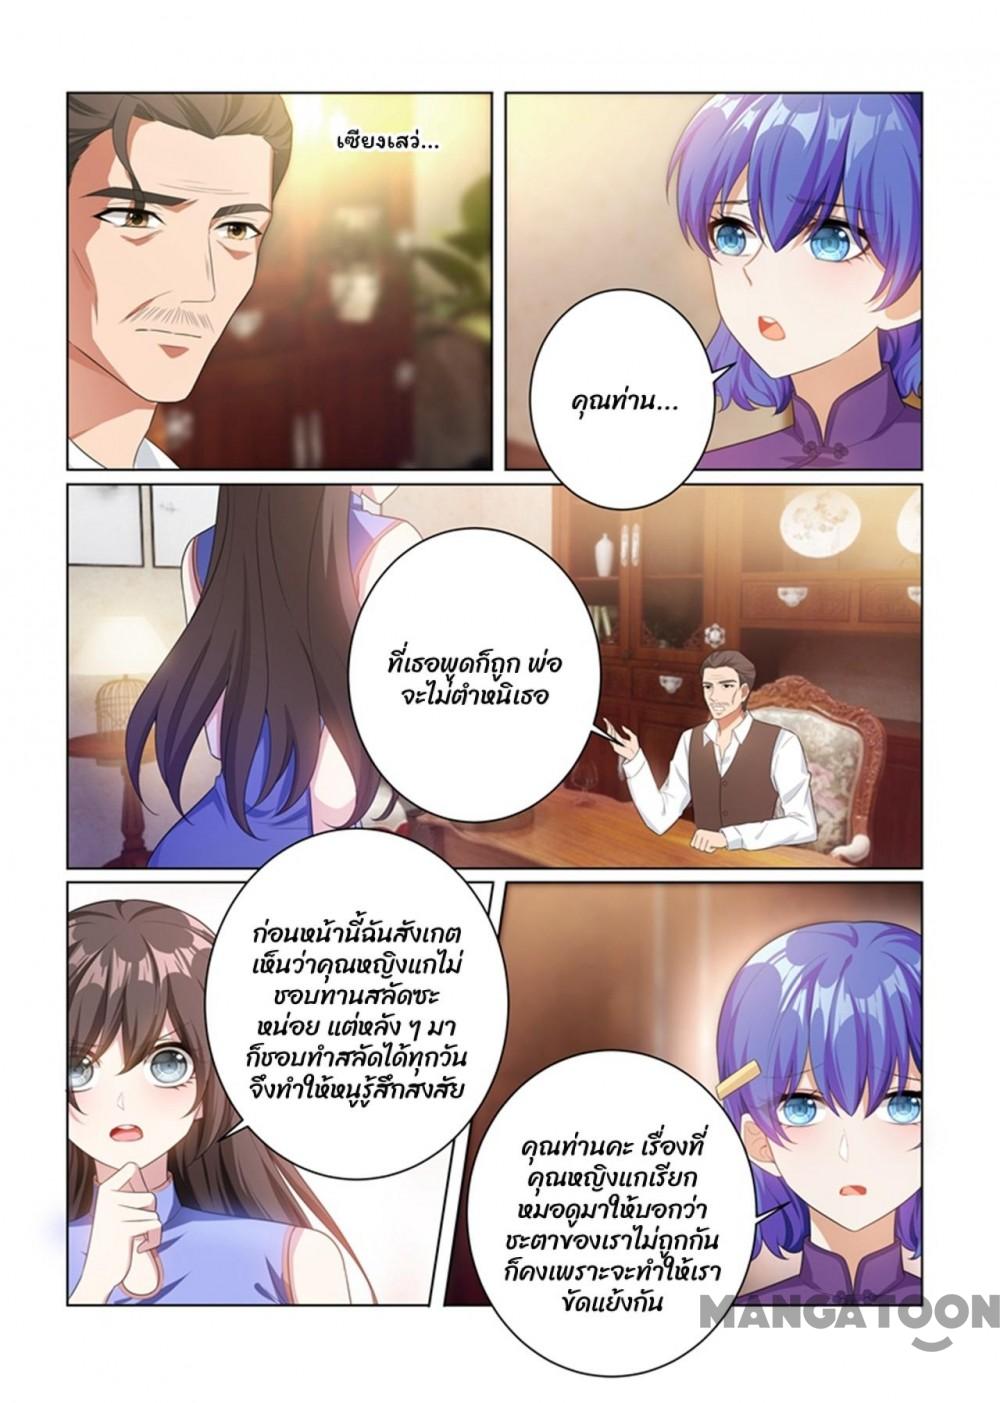 เซียงเสว่...
คุณท่าน...
ที่เธอพูดก็ถูก พ่อ
จะไม่ตำหนิเธอ
ก่อนหน้านี้ฉันสังเกต
เห็นว่าคุณหญิงแกไม่
ชอบทานสลัดซะ
หน่อย แต่หลัง ๆ มา
ก็ชอบทำสลัดได้ทุกวัน
จึงทำให้หนูรู้สึกสงสัย
คุณท่านคะ เรื่องที่
คุณหญิงแกเรียก
หมอดูมาให้บอกว่า
ชะตาของเราไม่ถูกกัน
ก็คงเพราะจะทำให้เรา
ขัดแย้งกัน
MANGATOON